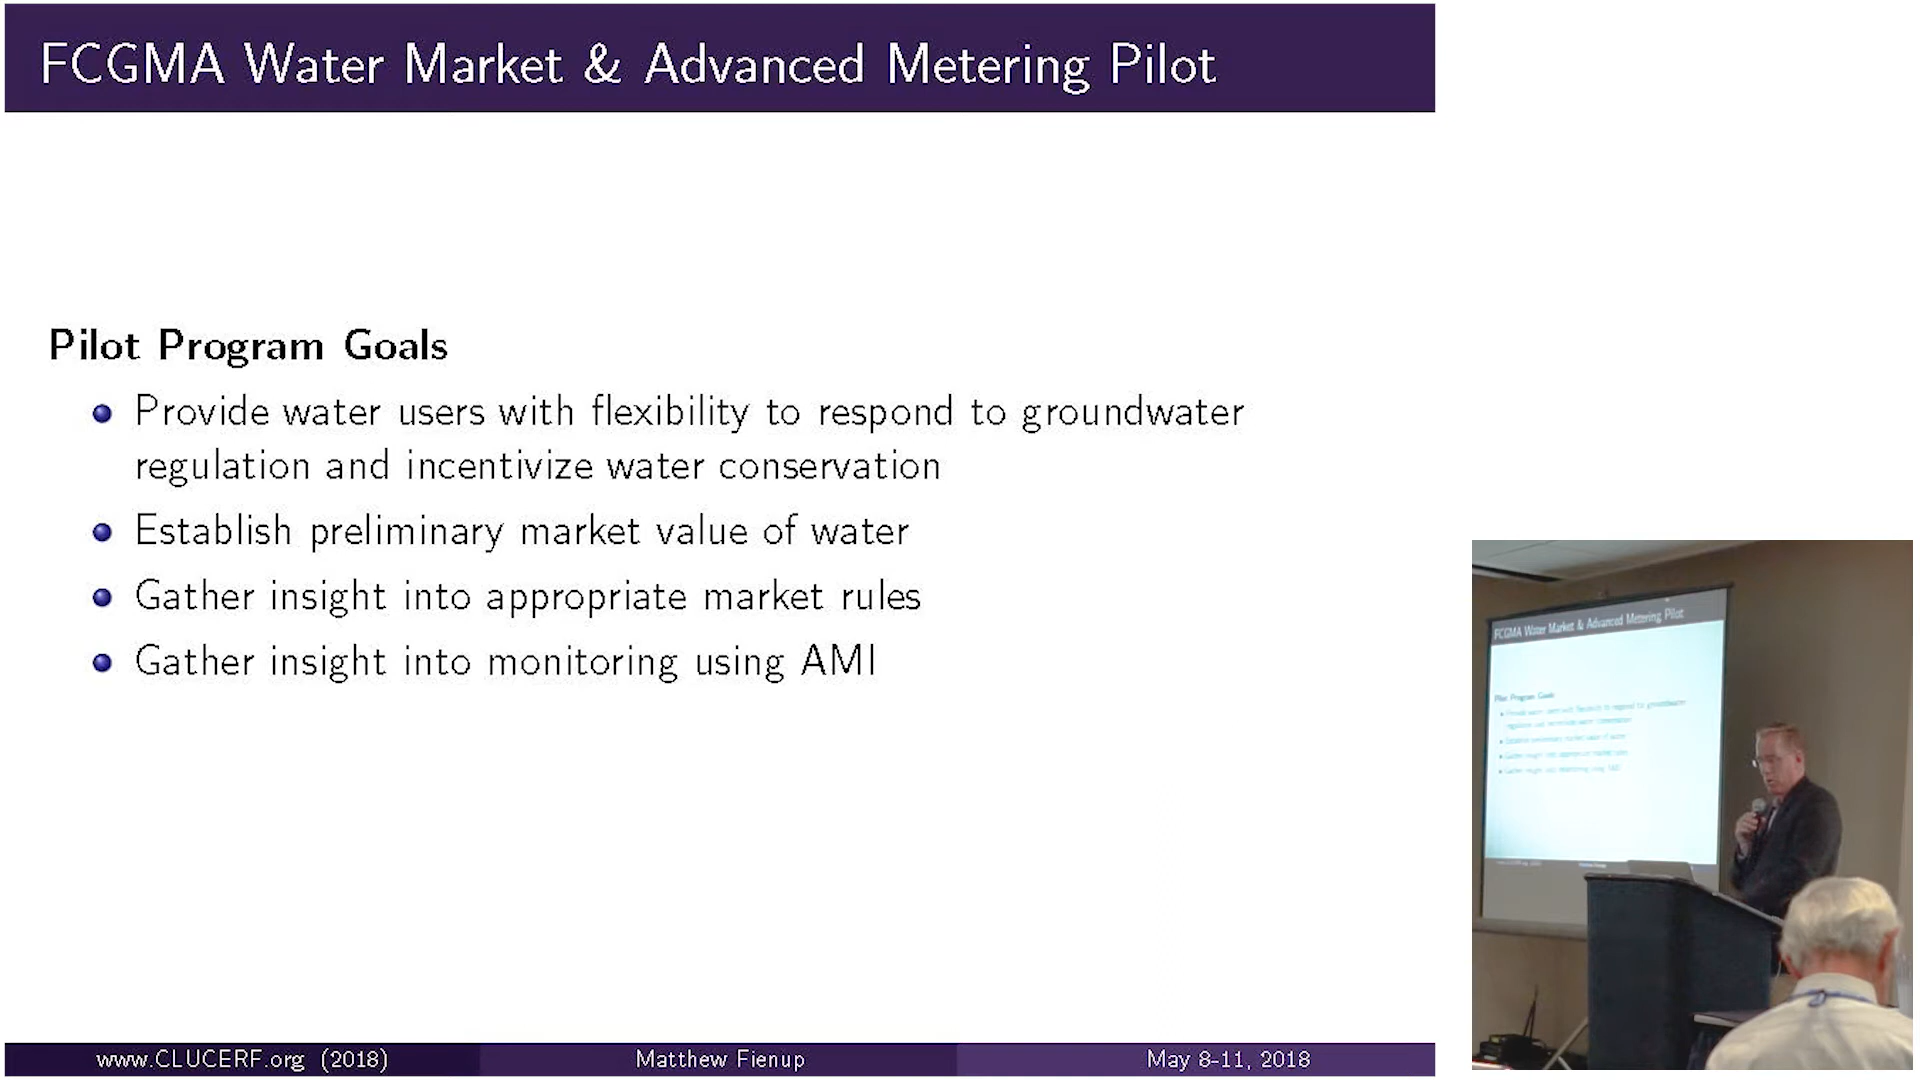 FCGMA Water Market & Advanced Metering Pilot
Pilot Program Goals
Provide water users with flexibility to respond to groundwater
regulation and incentivize water conservation
Establish preliminary market value of water
Gather insight into appropriate market rules
Gather insight into monitoring using AMI
www.CLUCERF.org (2018) Matthew Fienup May 8-11, 2018
FCGMA Water Market & Advanced Metering Pilot
Pilot Program Goals